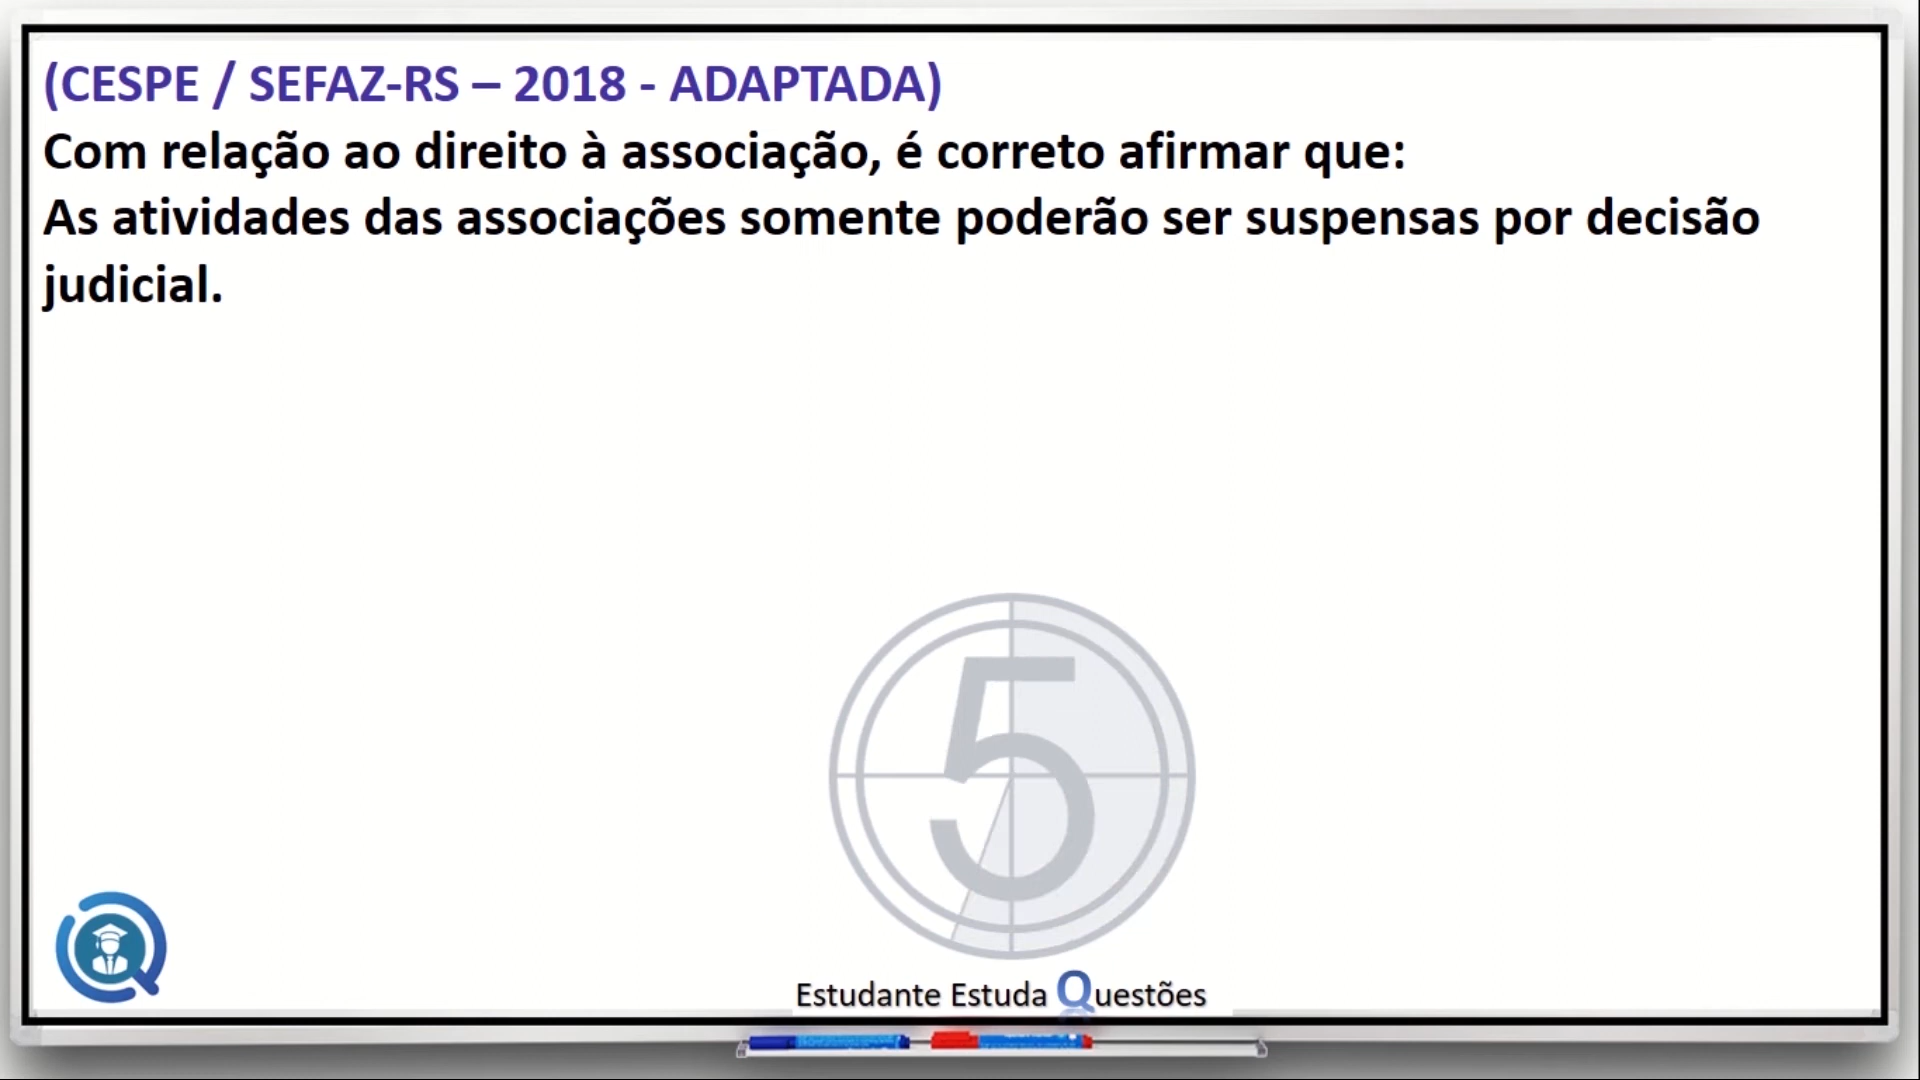 (CESPE / SEFAZ-RS – 2018 - ADAPTADA)
Com relação ao direito à associação, é correto afirmar que:
As atividades das associações somente poderão ser suspensas por decisão
judicial.
5
Estudante Estuda Questões